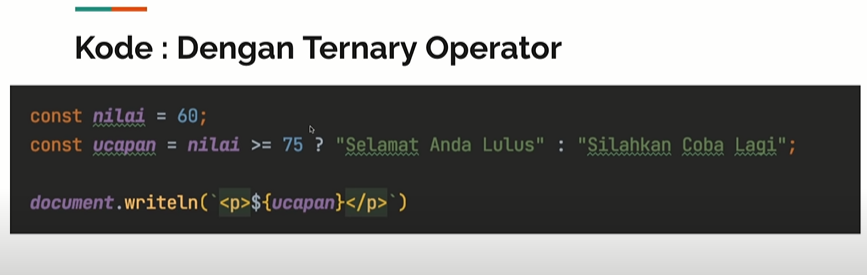 Kode : Dengan Ternary Operator
const nilai = 60;
const ucapan = nilai >= 75 ? "Selamat Anda Lulus" : "Silahkan Coba Lagi";
document.writeln(`<p>${ucapan}</p>`)